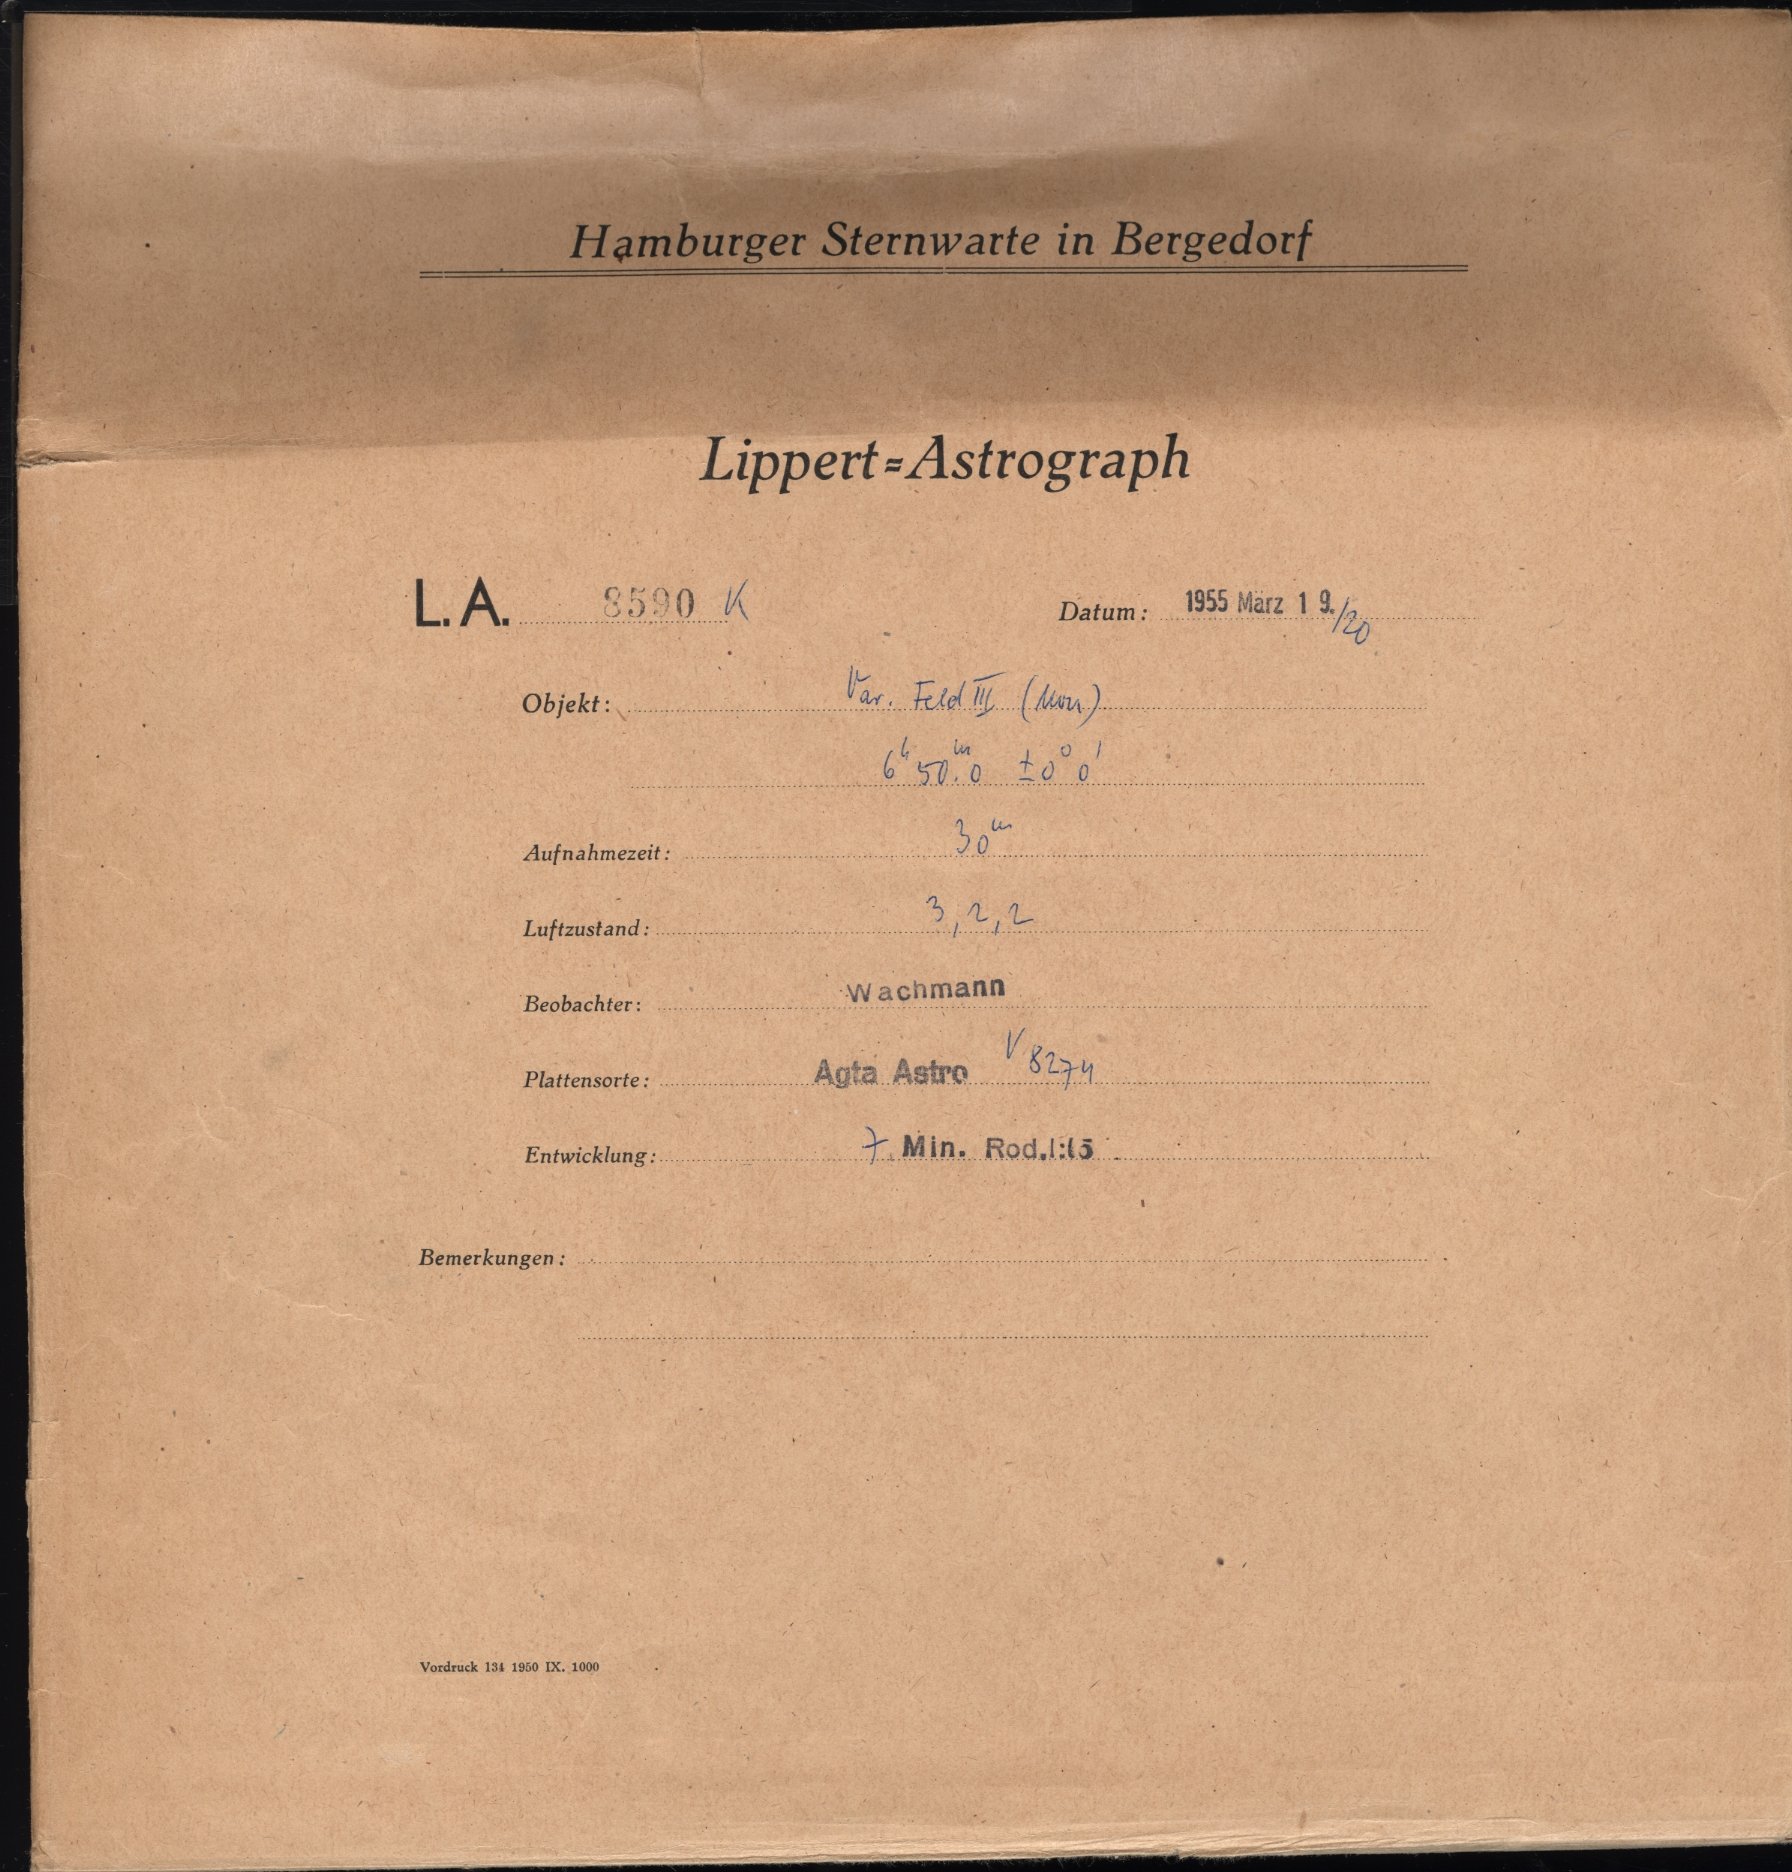 Hamburger Sternwarte in Bergedorf
Lippert=Astrograph
L. A. 8590 K Datum: 1955 März 19./20
Objekt: Var. Feld III (Mon)
6ʰ 50.ᵐ0 ±0° 0'
Aufnahmezeit: 30ᵐ
Luftzustand: 3, 2, 2
Beobachter: Wachmann
Plattensorte: Agfa Astro V 8274
Entwicklung: 7 Min. Rod. 1:15
Bemerkungen:
Vordruck 134 1950 IX. 1000